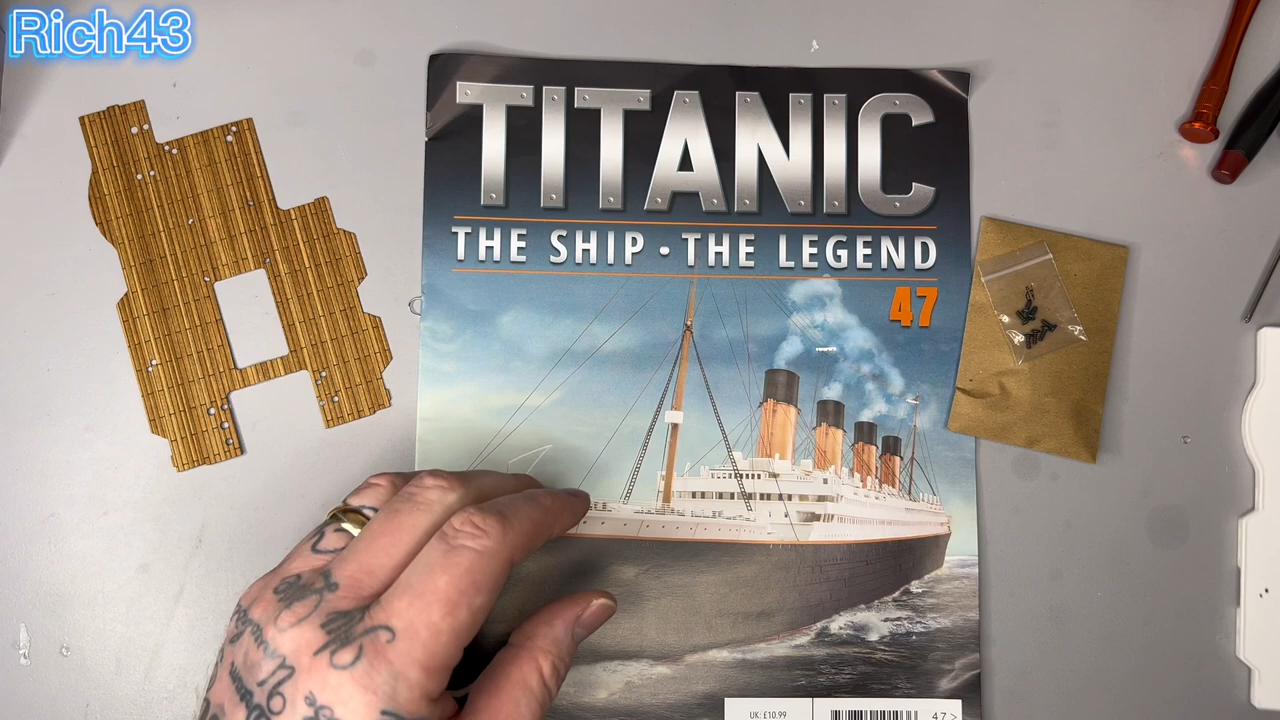 Rich43
TITANIC
THE SHIP • THE LEGEND
47
UK: £10.99
47>